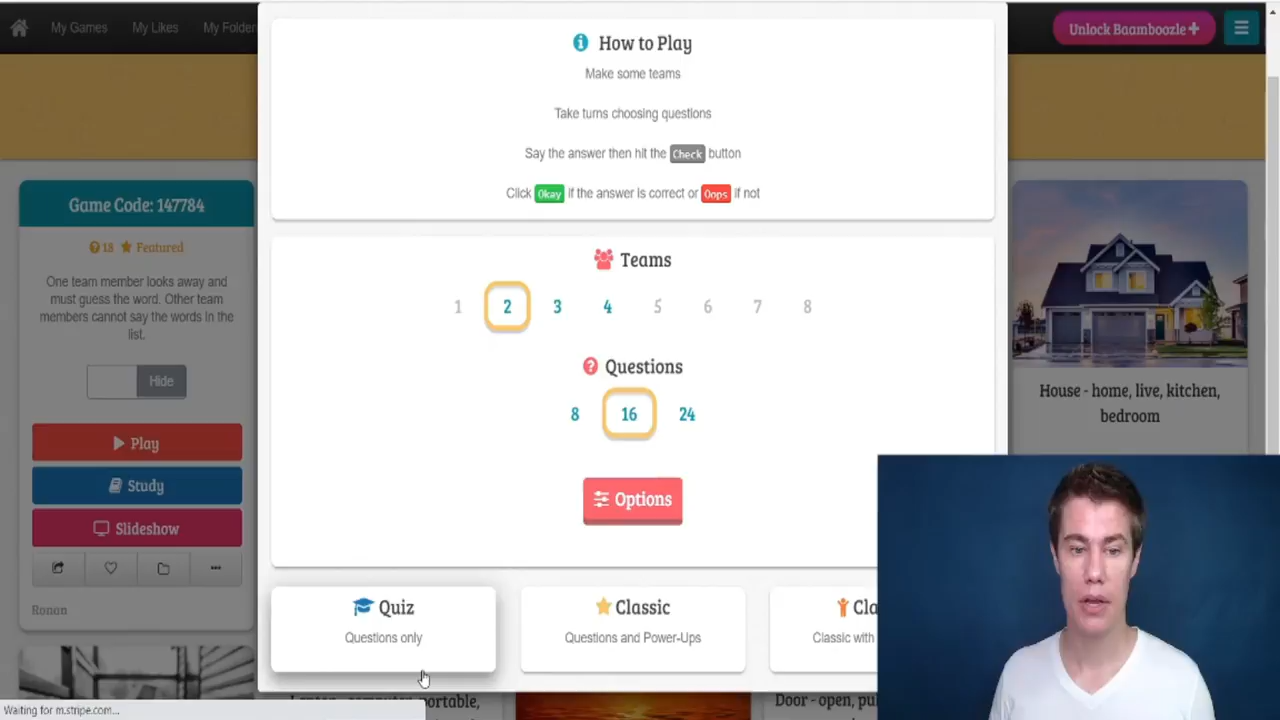 My Games
My Likes
My Folder
Unlock Baamboozle+
How to Play
Make some teams
Take turns choosing questions
Say the answer then hit the Check button
Click Okay if the answer is correct or Oops if not
Game Code: 147784
18 Featured
One team member looks away and
must guess the word. Other team
members cannot say the words in the
list.
Hide
Play
Study
Slideshow
Ronan
Teams
1 2 3 4 5 6 7 8
Questions
8 16 24
Options
House - home, live, kitchen,
bedroom
Quiz
Questions only
Classic
Questions and Power-Ups
Cla
Classic with
Laptop - computer, portable,
Door - open, pu
Waiting for m.stripe.com...